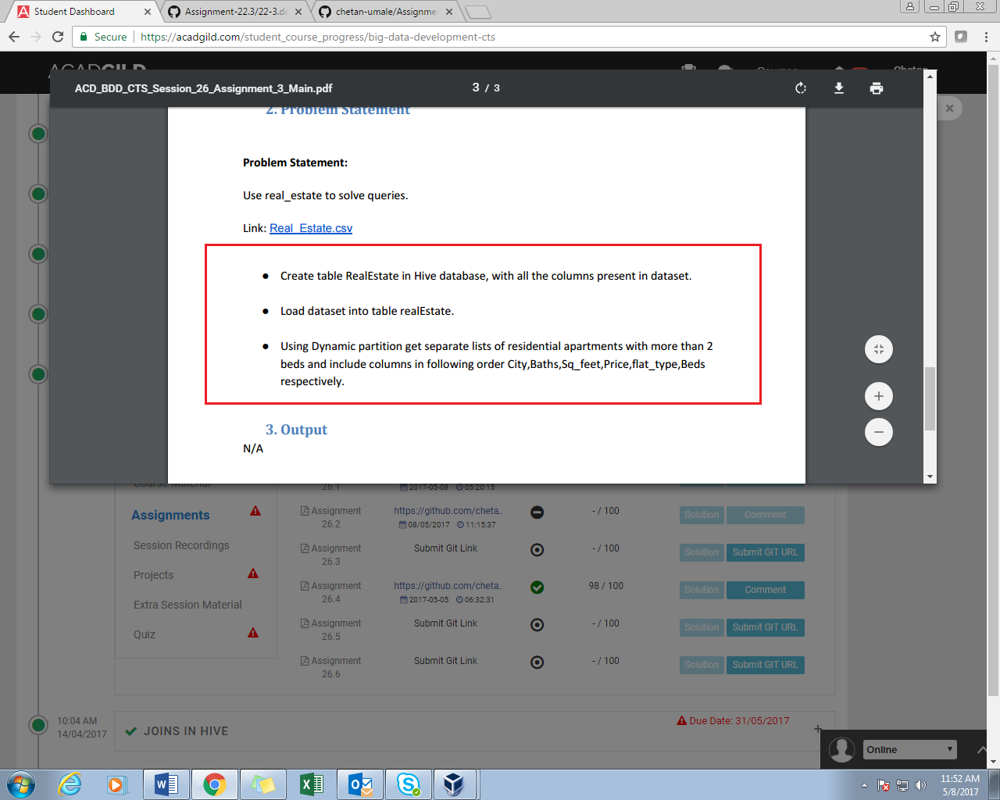 Student Dashboard
Assignment-22.3/22-3.do
chetan-umale/Assignmen
Secure
https://acadgild.com/student_course_progress/big-data-development-cts
ACADGILD
Courses
Chetan
ACD_BDD_CTS_Session_26_Assignment_3_Main.pdf
3 / 3
2. Problem Statement
Problem Statement:
Use real_estate to solve queries.
Link: Real_Estate.csv
● Create table RealEstate in Hive database, with all the columns present in dataset.
● Load dataset into table realEstate.
● Using Dynamic partition get separate lists of residential apartments with more than 2
beds and include columns in following order City,Baths,Sq_feet,Price,flat_type,Beds
respectively.
3. Output
N/A
Course Material
Assignments
Session Recordings
Projects
Extra Session Material
Quiz
26.1
2017-05-08 05:20:15
Assignment
26.2
https://github.com/cheta..
08/05/2017 11:15:37
- / 100
Solution
Comment
Assignment
26.3
Submit Git Link
- / 100
Solution
Submit GIT URL
Assignment
26.4
https://github.com/cheta..
2017-05-05 06:32:31
98 / 100
Solution
Comment
Assignment
26.5
Submit Git Link
- / 100
Solution
Submit GIT URL
Assignment
26.6
Submit Git Link
- / 100
Solution
Submit GIT URL
10:04 AM
14/04/2017
JOINS IN HIVE
Due Date: 31/05/2017
+
Online
11:52 AM
5/8/2017